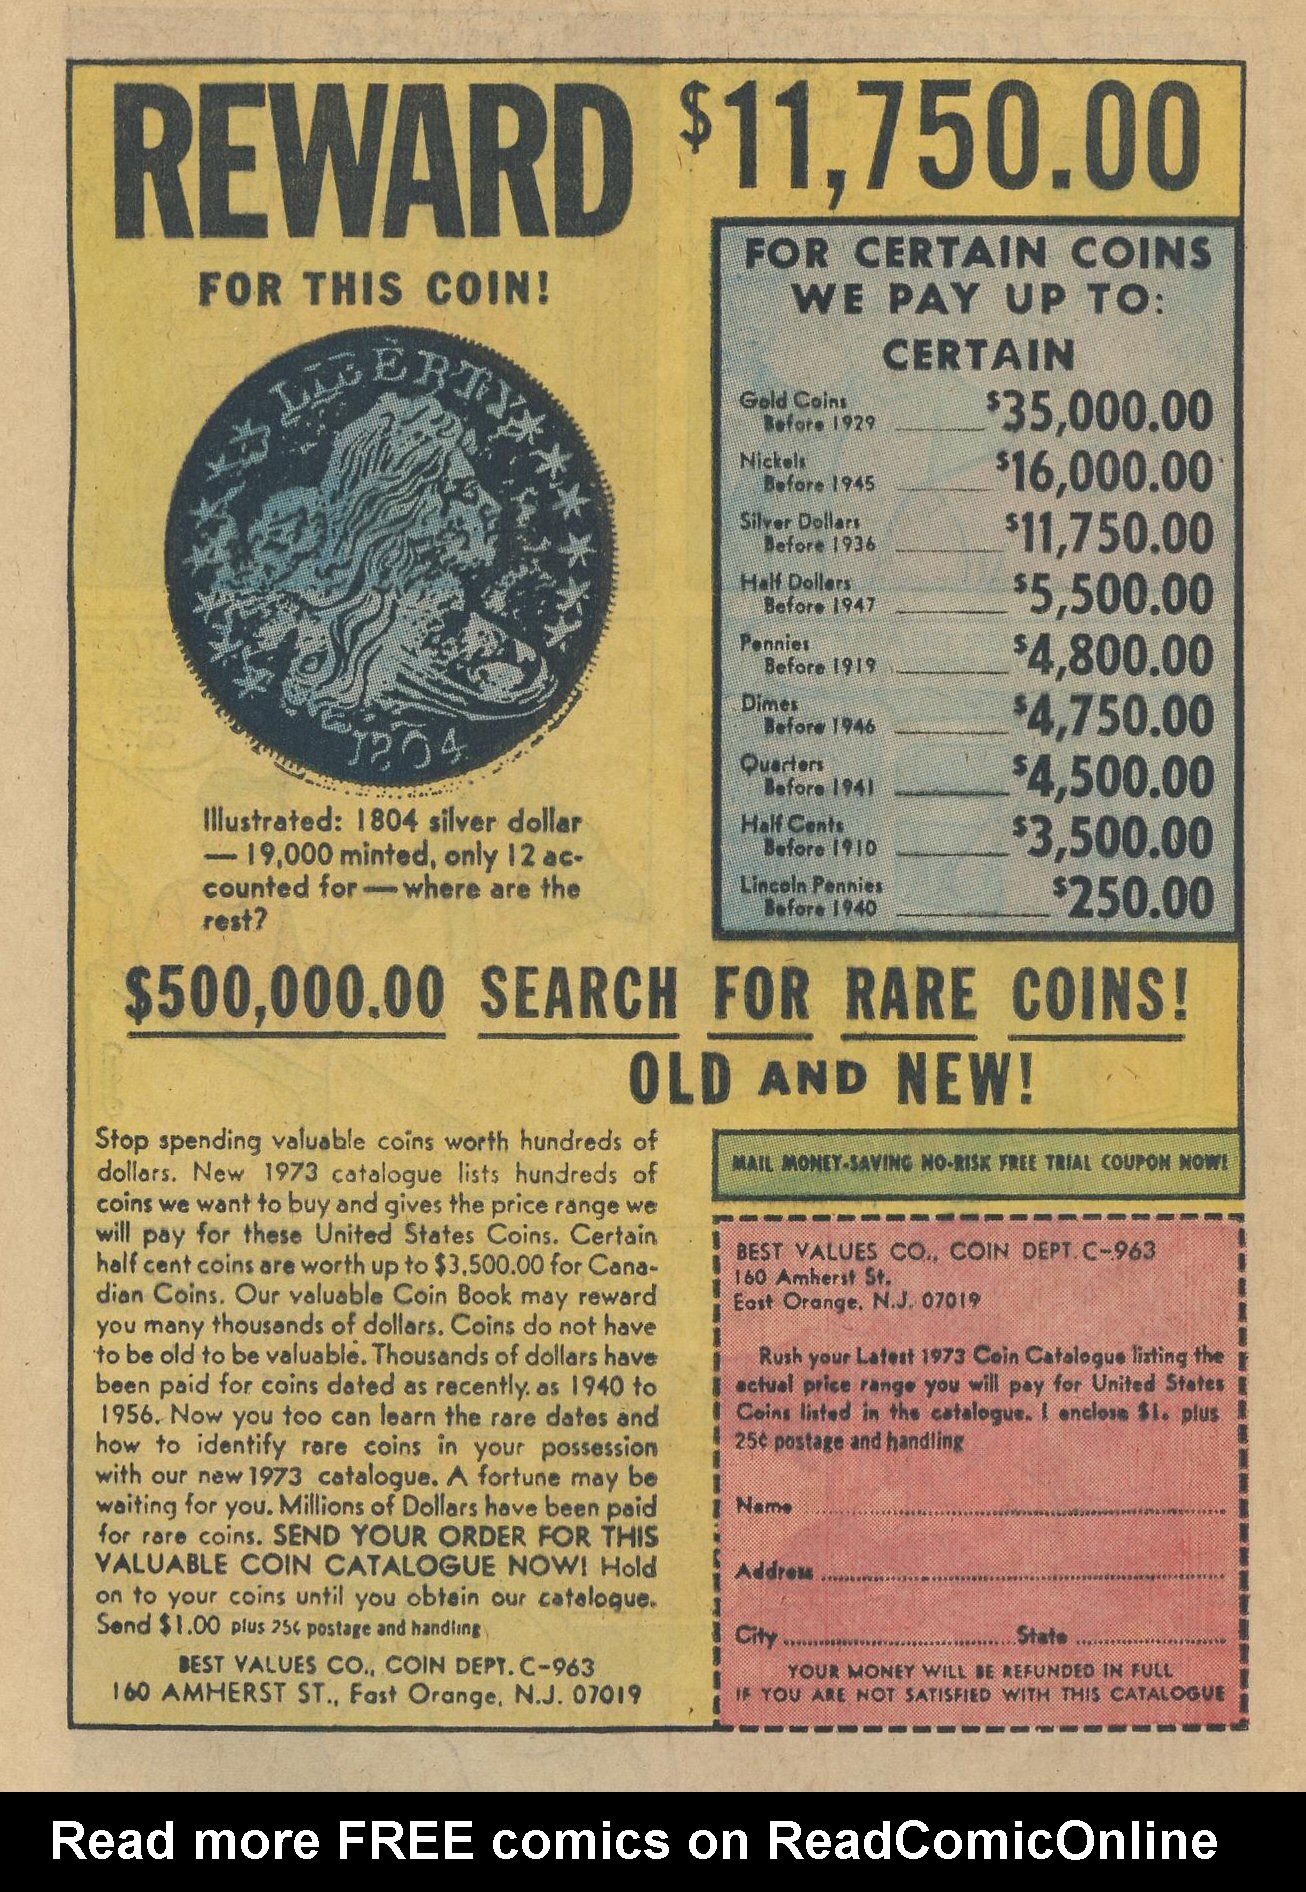 REWARD
$11,750.00
FOR THIS COIN!
LIBERTY
1804
Illustrated: 1804 silver dollar
— 19,000 minted, only 12 ac-
counted for — where are the
rest?
FOR CERTAIN COINS
WE PAY UP TO:
CERTAIN
Gold Coins
Before 1929 $35,000.00
Nickels
Before 1945 $16,000.00
Silver Dollars
Before 1936 $11,750.00
Half Dollars
Before 1947 $5,500.00
Pennies
Before 1919 $4,800.00
Dimes
Before 1946 $4,750.00
Quarters
Before 1941 $4,500.00
Half Cents
Before 1910 $3,500.00
Lincoln Pennies
Before 1940 $250.00
$500,000.00 SEARCH FOR RARE COINS!
OLD AND NEW!
Stop spending valuable coins worth hundreds of
dollars. New 1973 catalogue lists hundreds of
coins we want to buy and gives the price range we
will pay for these United States Coins. Certain
half cent coins are worth up to $3,500.00 for Cana-
dian Coins. Our valuable Coin Book may reward
you many thousands of dollars. Coins do not have
to be old to be valuable. Thousands of dollars have
been paid for coins dated as recently as 1940 to
1956. Now you too can learn the rare dates and
how to identify rare coins in your possession
with our new 1973 catalogue. A fortune may be
waiting for you. Millions of Dollars have been paid
for rare coins. SEND YOUR ORDER FOR THIS
VALUABLE COIN CATALOGUE NOW! Hold
on to your coins until you obtain our catalogue.
Send $1.00 plus 25¢ postage and handling
BEST VALUES CO., COIN DEPT. C-963
160 AMHERST ST., East Orange, N.J. 07019
MAIL MONEY-SAVING NO-RISK FREE TRIAL COUPON NOW!
BEST VALUES CO., COIN DEPT. C-963
160 Amherst St.
East Orange, N.J. 07019
Rush your Latest 1973 Coin Catalogue listing the
actual price range you will pay for United States
Coins listed in the catalogue. I enclose $1. plus
25¢ postage and handling
Name
Address
City State
YOUR MONEY WILL BE REFUNDED IN FULL
IF YOU ARE NOT SATISFIED WITH THIS CATALOGUE
Read more FREE comics on ReadComicOnline